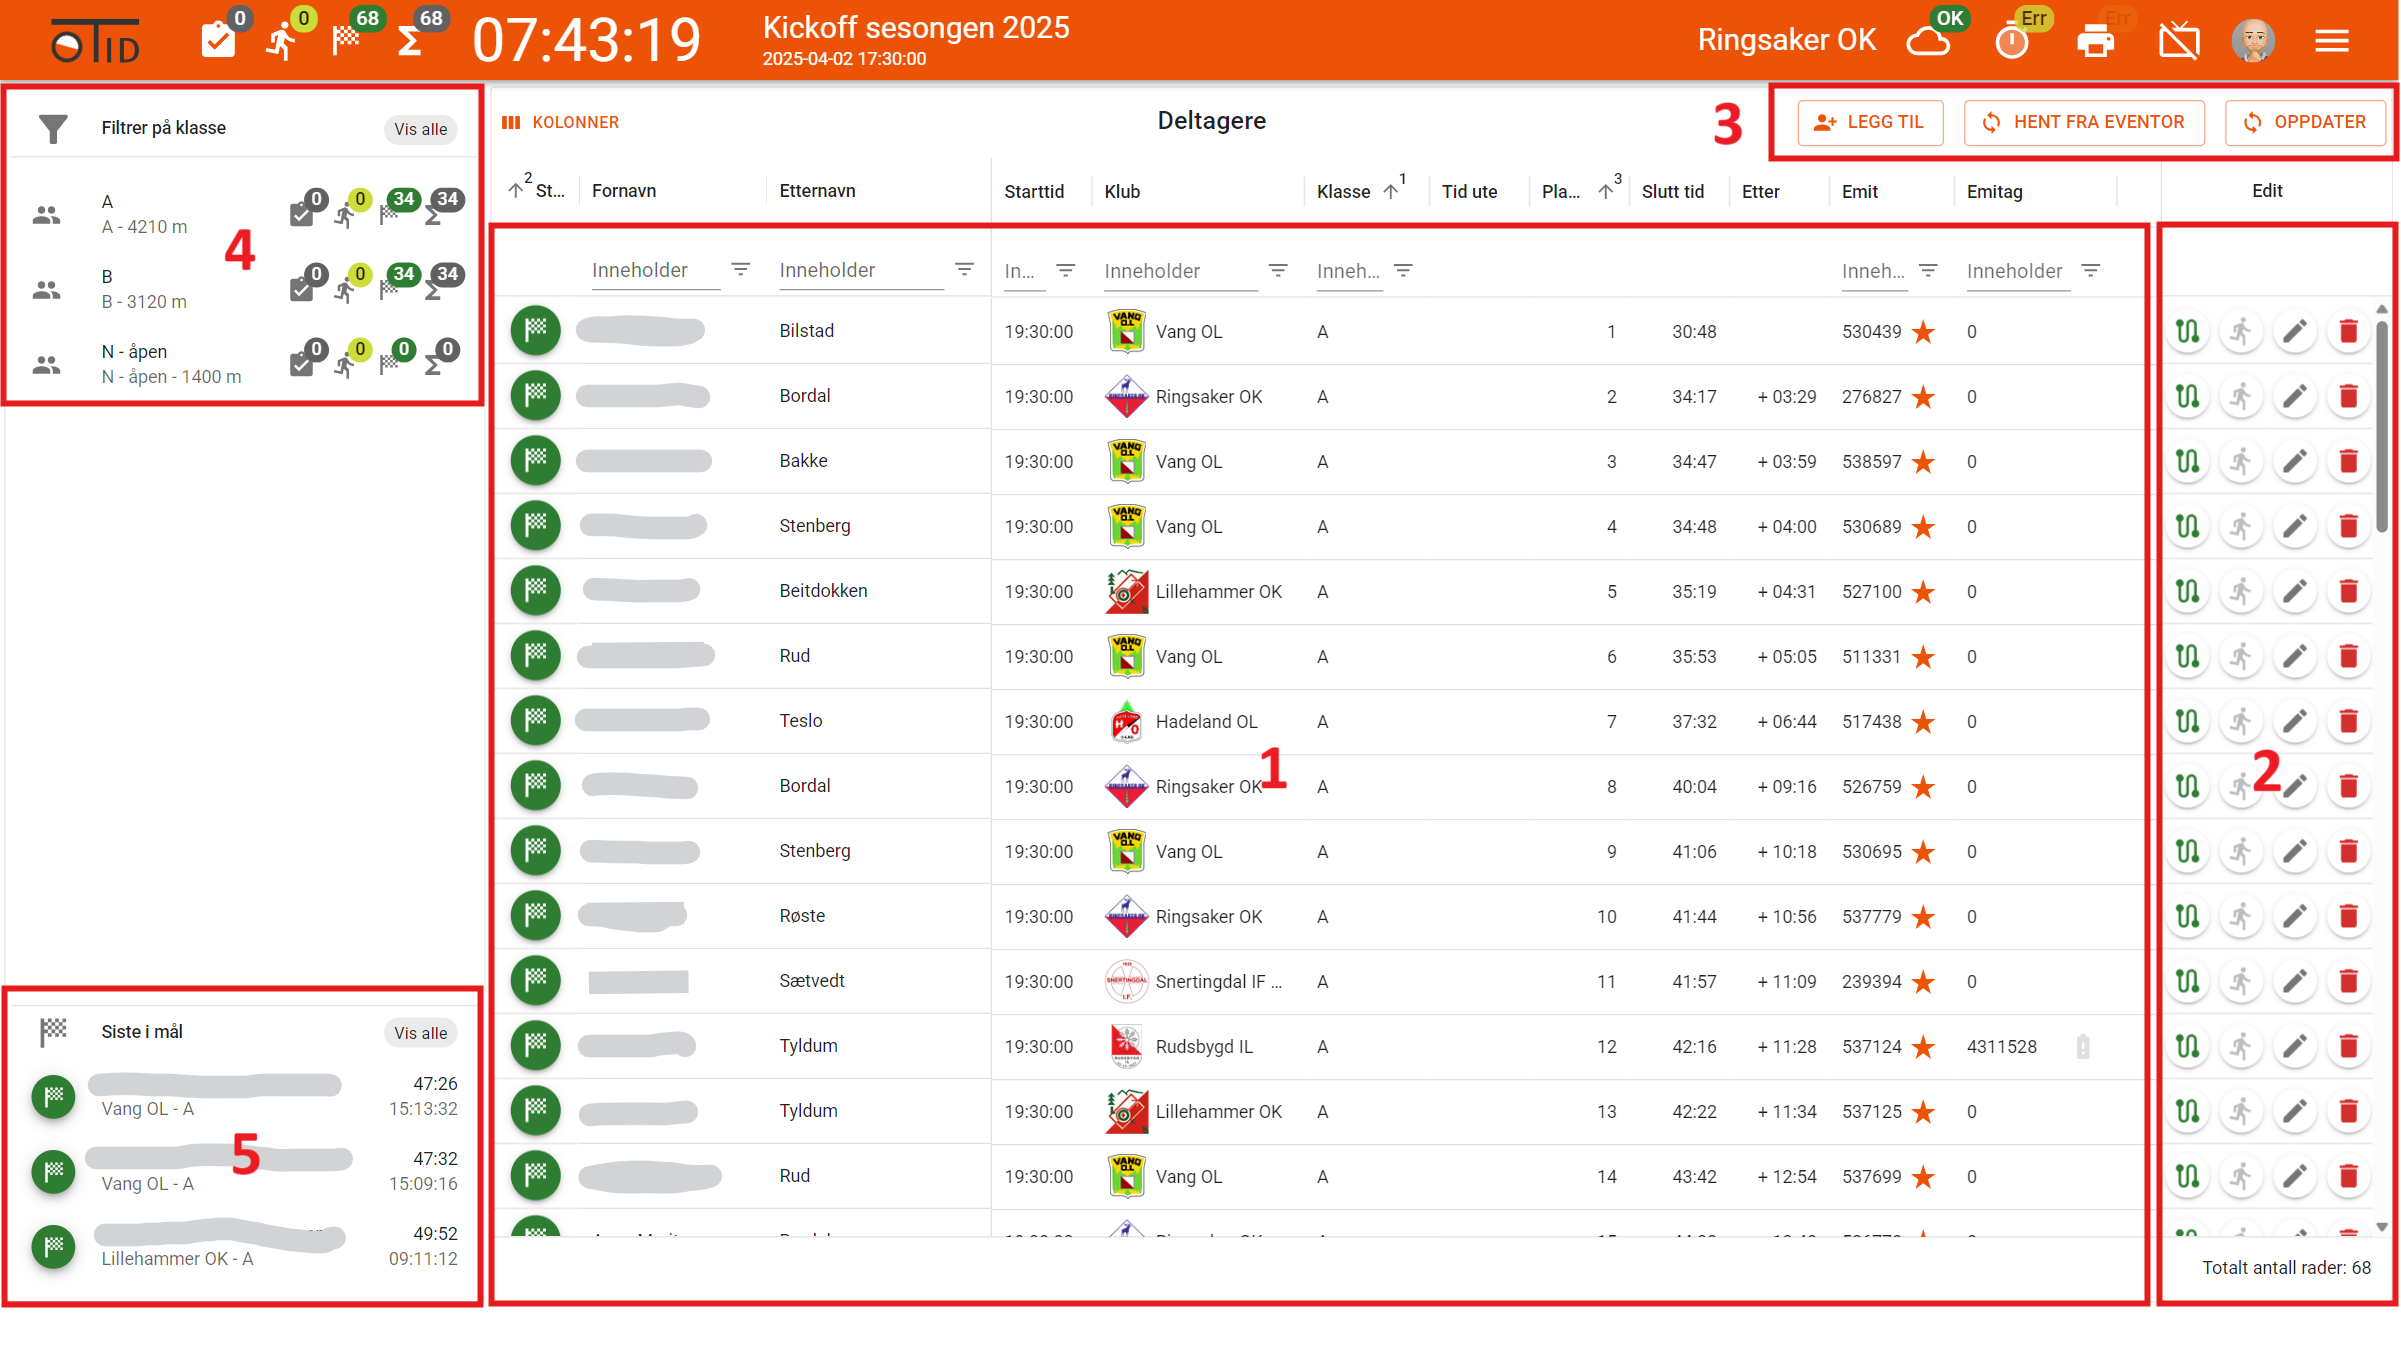 OTID 0 0 68 68 07:43:19 Kickoff sesongen 2025 Ringsaker OK OK Err Err
2025-04-02 17:30:00
Filtrer på klasse Vis alle
A 0 0 34 34
A - 4210 m
4
B 0 0 34 34
B - 3120 m
N - åpen 0 0 0 0
N - åpen - 1400 m
KOLONNER Deltagere 3 LEGG TIL HENT FRA EVENTOR OPPDATER
2 St... Fornavn Etternavn Starttid Klub Klasse 1 Tid ute Pla... 3 Slutt tid Etter Emit Emitag Edit
Inneholder Inneholder In... Inneholder Inneh... Inneh... Inneholder
Bilstad 19:30:00 Vang OL A 1 30:48 530439 0
Bordal 19:30:00 Ringsaker OK A 2 34:17 + 03:29 276827 0
Bakke 19:30:00 Vang OL A 3 34:47 + 03:59 538597 0
Stenberg 19:30:00 Vang OL A 4 34:48 + 04:00 530689 0
Beitdokken 19:30:00 Lillehammer OK A 5 35:19 + 04:31 527100 0
Rud 19:30:00 Vang OL A 6 35:53 + 05:05 511331 0
Teslo 19:30:00 Hadeland OL A 7 37:32 + 06:44 517438 0
1
2
Bordal 19:30:00 Ringsaker OK A 8 40:04 + 09:16 526759 0
Stenberg 19:30:00 Vang OL A 9 41:06 + 10:18 530695 0
Røste 19:30:00 Ringsaker OK A 10 41:44 + 10:56 537779 0
Sætvedt 19:30:00 Snertingdal IF ... A 11 41:57 + 11:09 239394 0
Tyldum 19:30:00 Rudsbygd IL A 12 42:16 + 11:28 537124 4311528
Tyldum 19:30:00 Lillehammer OK A 13 42:22 + 11:34 537125 0
Rud 19:30:00 Vang OL A 14 43:42 + 12:54 537699 0
Siste i mål Vis alle
47:26
Vang OL - A 15:13:32
5
47:32
Vang OL - A 15:09:16
49:52
Lillehammer OK - A 09:11:12
Totalt antall rader: 68